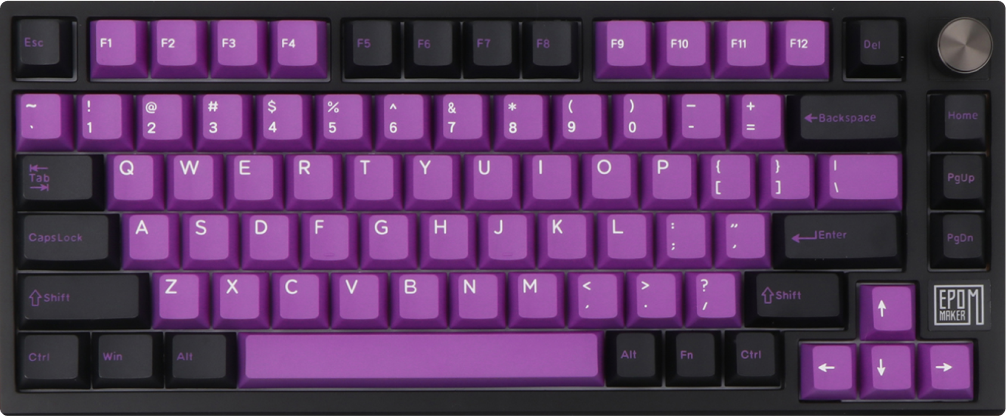 Esc F1 F2 F3 F4 F5 F6 F7 F8 F9 F10 F11 F12 Del
~ ! @ # $ % ^ & * ( ) _ +
` 1 2 3 4 5 6 7 8 9 0 - = ←Backspace Home
Tab Q W E R T Y U I O P { } | PgUp
[ ] \
CapsLock A S D F G H J K L : " Enter PgDn
; '
Shift Z X C V B N M < > ? Shift ↑ EPOMAKER
, . /
Ctrl Win Alt Alt Fn Ctrl ← ↓ →